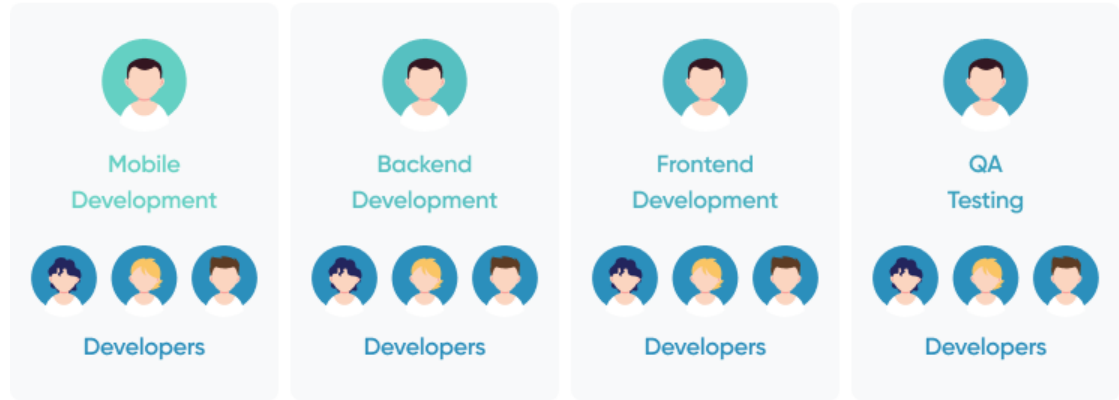 Mobile
Development
Developers
Backend
Development
Developers
Frontend
Development
Developers
QA
Testing
Developers